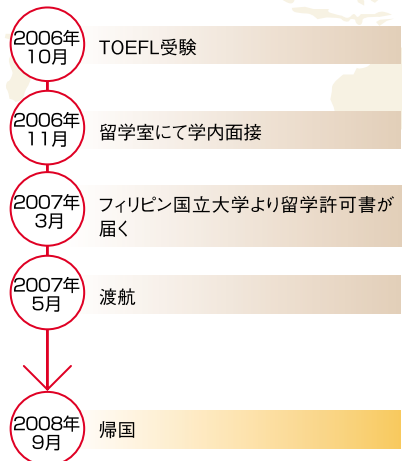 2006年
10月
TOEFL受験
2006年
11月
留学室にて学内面接
2007年
3月
フィリピン国立大学より留学許可書が
届く
2007年
5月
渡航
2008年
9月
帰国